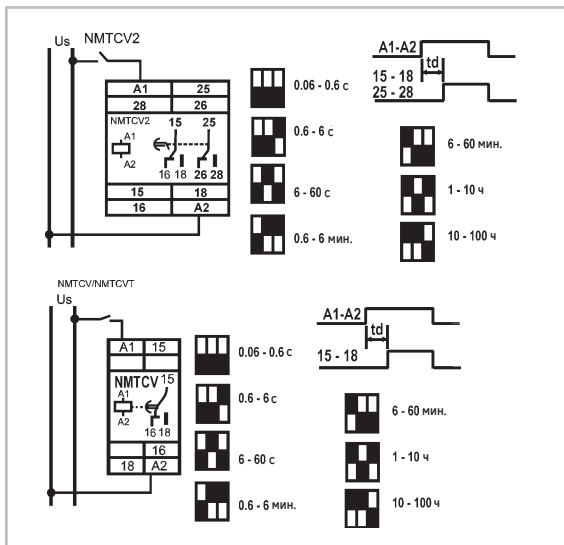 Us NMTCV2
A1 25
28 26
NMTCV2 15 25
A1
A2
16 18 26 28
15 18
16 A2
0.06 - 0.6 с
0.6 - 6 с
6 - 60 с
0.6 - 6 мин.
A1-A2
td
15 - 18
25 - 28
6 - 60 мин.
1 - 10 ч
10 - 100 ч
NMTCV/NMTCVT
Us
A1 15
NMTCV 15
A1
A2
16 18
16
18 A2
0.06 - 0.6 с
0.6 - 6 с
6 - 60 с
0.6 - 6 мин.
A1-A2
td
15 - 18
6 - 60 мин.
1 - 10 ч
10 - 100 ч